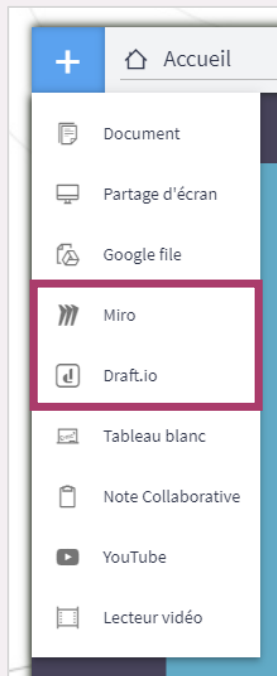 Accueil
Document
Partage d'écran
Google file
Miro
Draft.io
Tableau blanc
Note Collaborative
YouTube
Lecteur vidéo